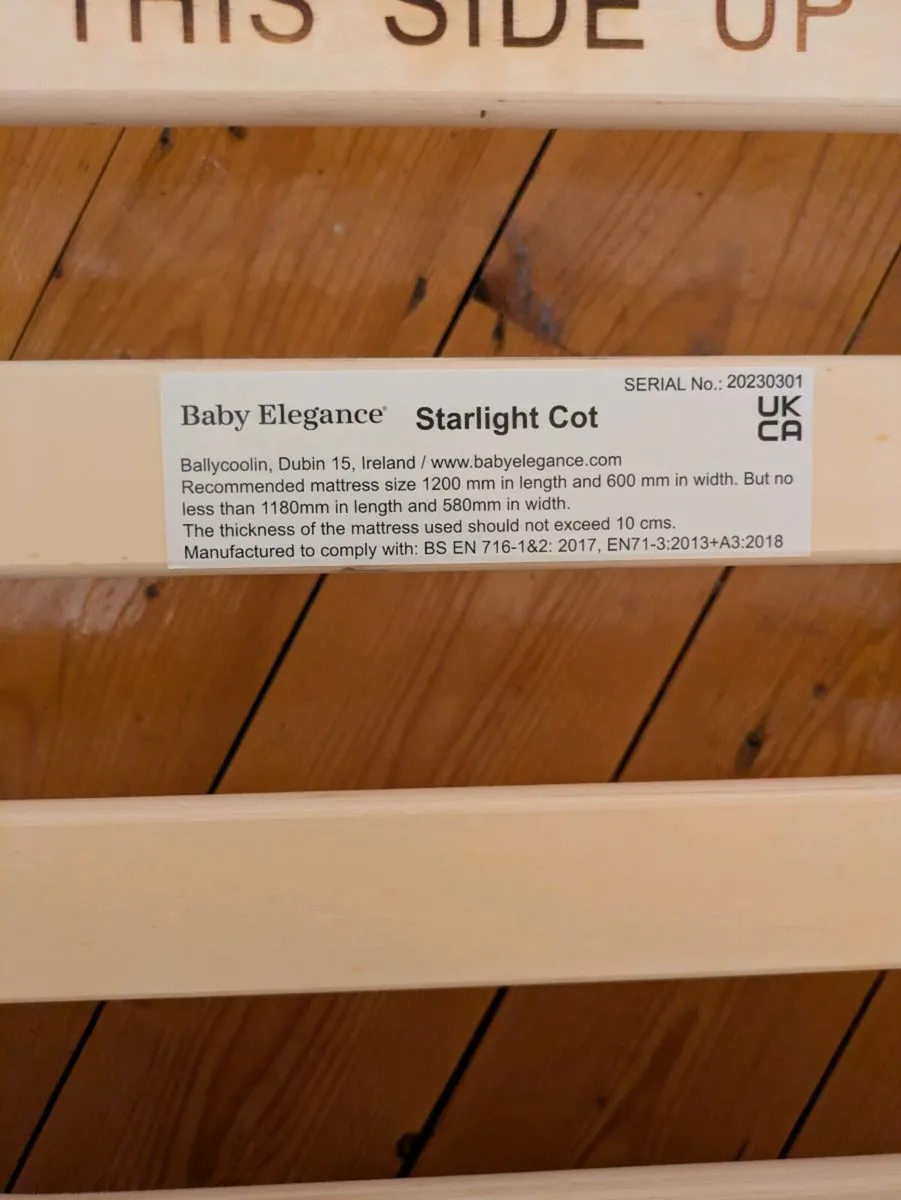 THIS SIDE UP
SERIAL No.: 20230301
Baby Elegance® Starlight Cot
UK
CA
Ballycoolin, Dubin 15, Ireland / www.babyelegance.com
Recommended mattress size 1200 mm in length and 600 mm in width. But no
less than 1180mm in length and 580mm in width.
The thickness of the mattress used should not exceed 10 cms.
Manufactured to comply with: BS EN 716-1&2: 2017, EN71-3:2013+A3:2018